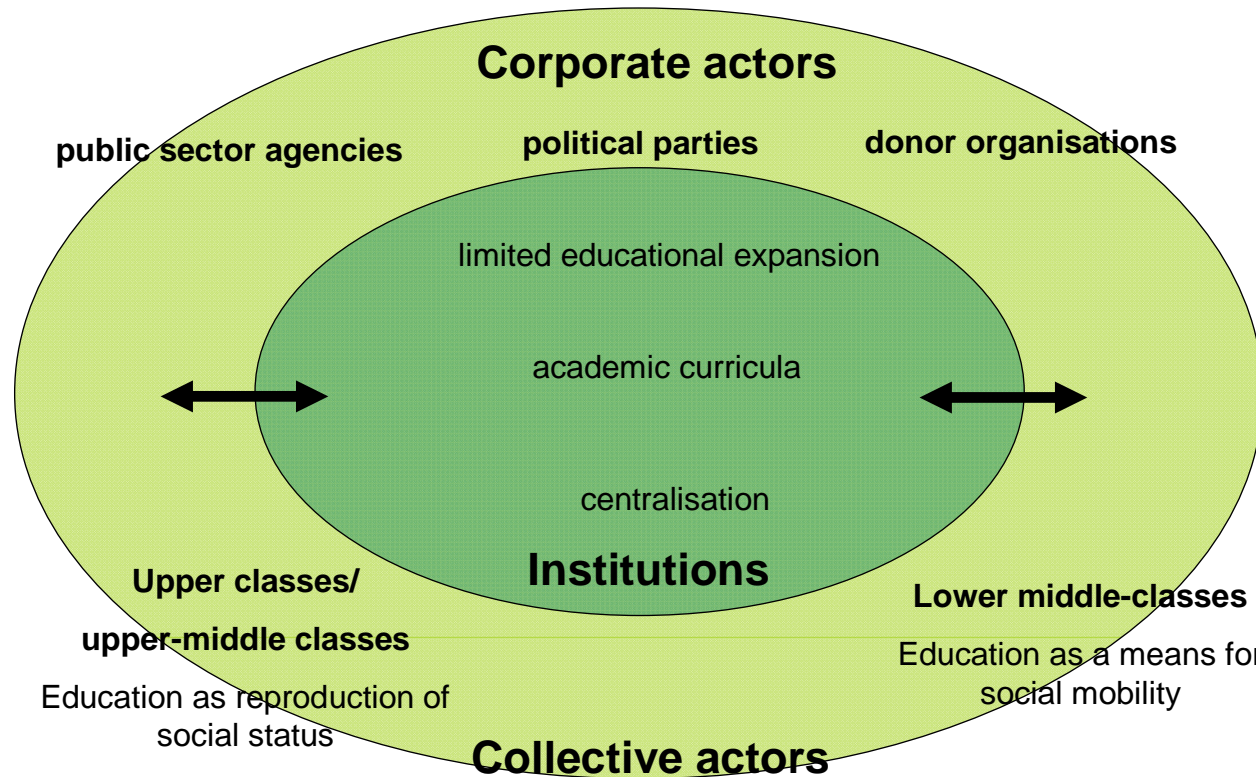 Corporate actors
public sector agencies
political parties
donor organisations
limited educational expansion
academic curricula
centralisation
Institutions
Upper classes/
upper-middle classes
Education as reproduction of
social status
Lower middle-classes
Education as a means for
social mobility
Collective actors